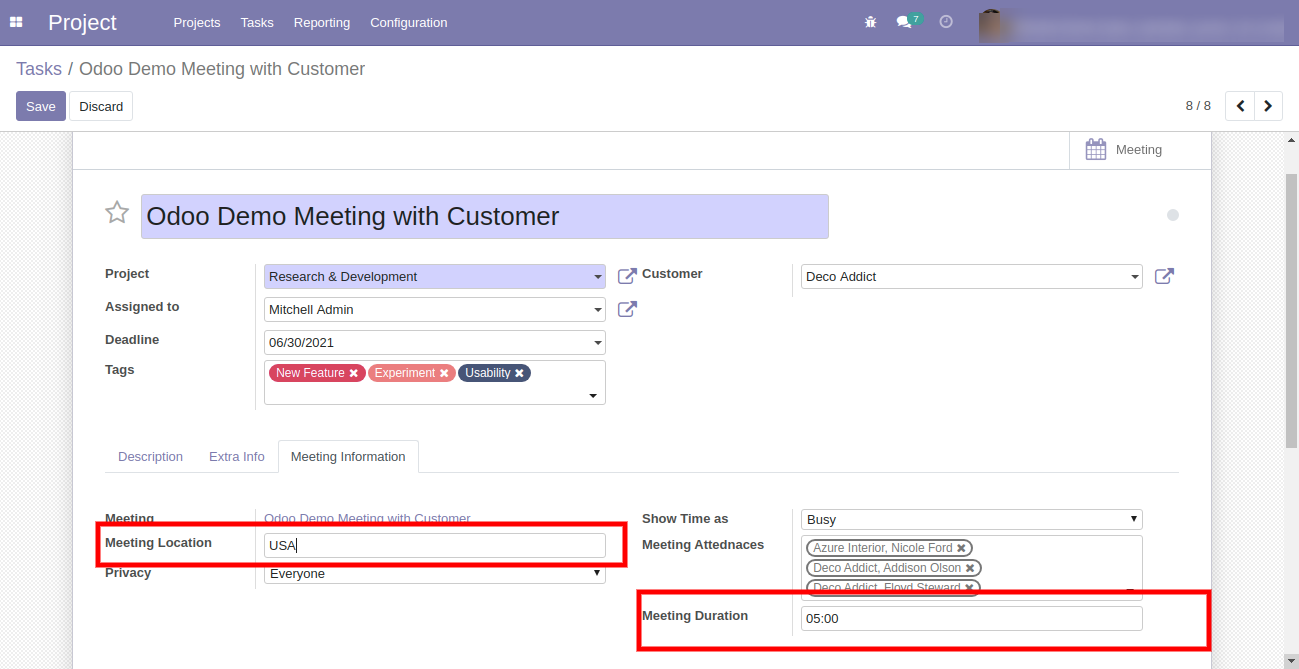 Project Projects Tasks Reporting Configuration 7
Tasks / Odoo Demo Meeting with Customer
Save Discard 8 / 8
Meeting
Odoo Demo Meeting with Customer
Project Research & Development Customer Deco Addict
Assigned to Mitchell Admin
Deadline 06/30/2021
Tags New Feature Experiment Usability
Description Extra Info Meeting Information
Meeting Odoo Demo Meeting with Customer Show Time as Busy
Meeting Location USA Meeting Attednaces Azure Interior, Nicole Ford
Deco Addict, Addison Olson
Privacy Everyone Deco Addict, Floyd Steward
Meeting Duration 05:00